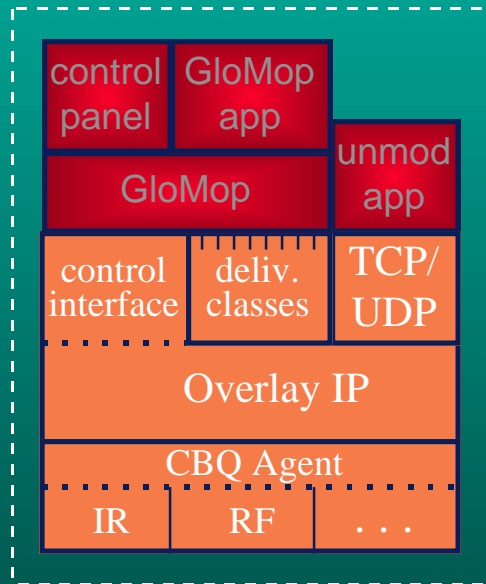 control
panel
GloMop
app
GloMop
unmod
app
control
interface
deliv.
classes
TCP/
UDP
Overlay IP
CBQ Agent
IR
RF
. . .